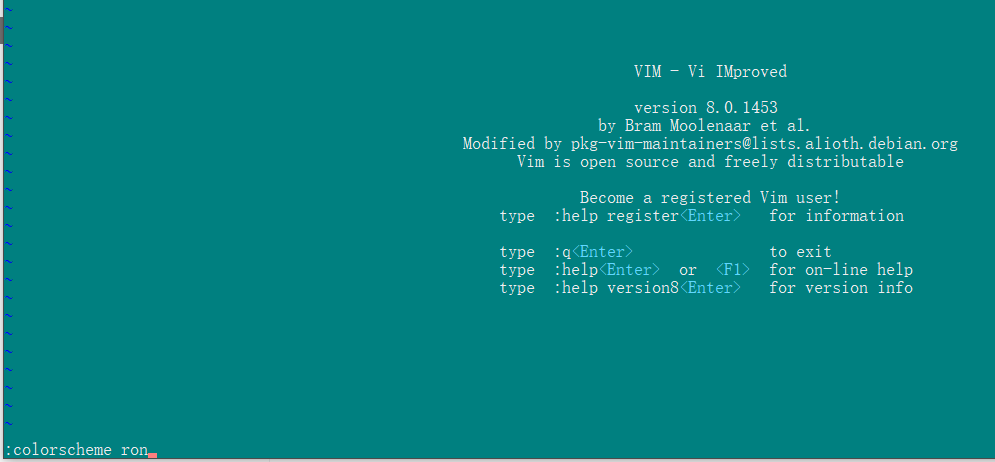 ~
~
~
~
VIM - Vi IMproved
~
~
version 8.0.1453
~
by Bram Moolenaar et al.
~
Modified by pkg-vim-maintainers@lists.alioth.debian.org
~
Vim is open source and freely distributable
~
~
Become a registered Vim user!
~
type :help register<Enter> for information
~
~
type :q<Enter> to exit
~
type :help<Enter> or <F1> for on-line help
~
type :help version8<Enter> for version info
~
~
~
~
~
~
~
~
:colorscheme ron